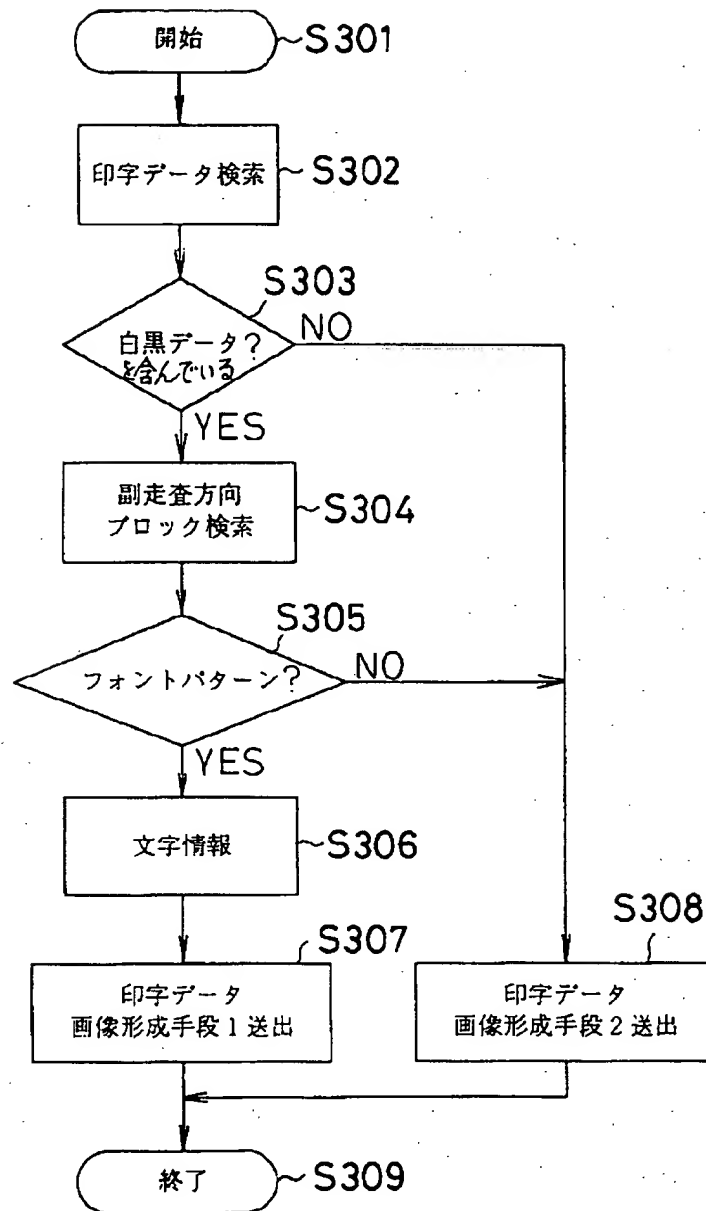 開始
S301
印字データ検索
S302
S303
白黒データ?
を含んでいる
NO
YES
副走査方向
ブロック検索
S304
S305
フォントパターン?
NO
YES
文字情報
S306
S307
印字データ
画像形成手段1送出
S308
印字データ
画像形成手段2送出
終了
S309